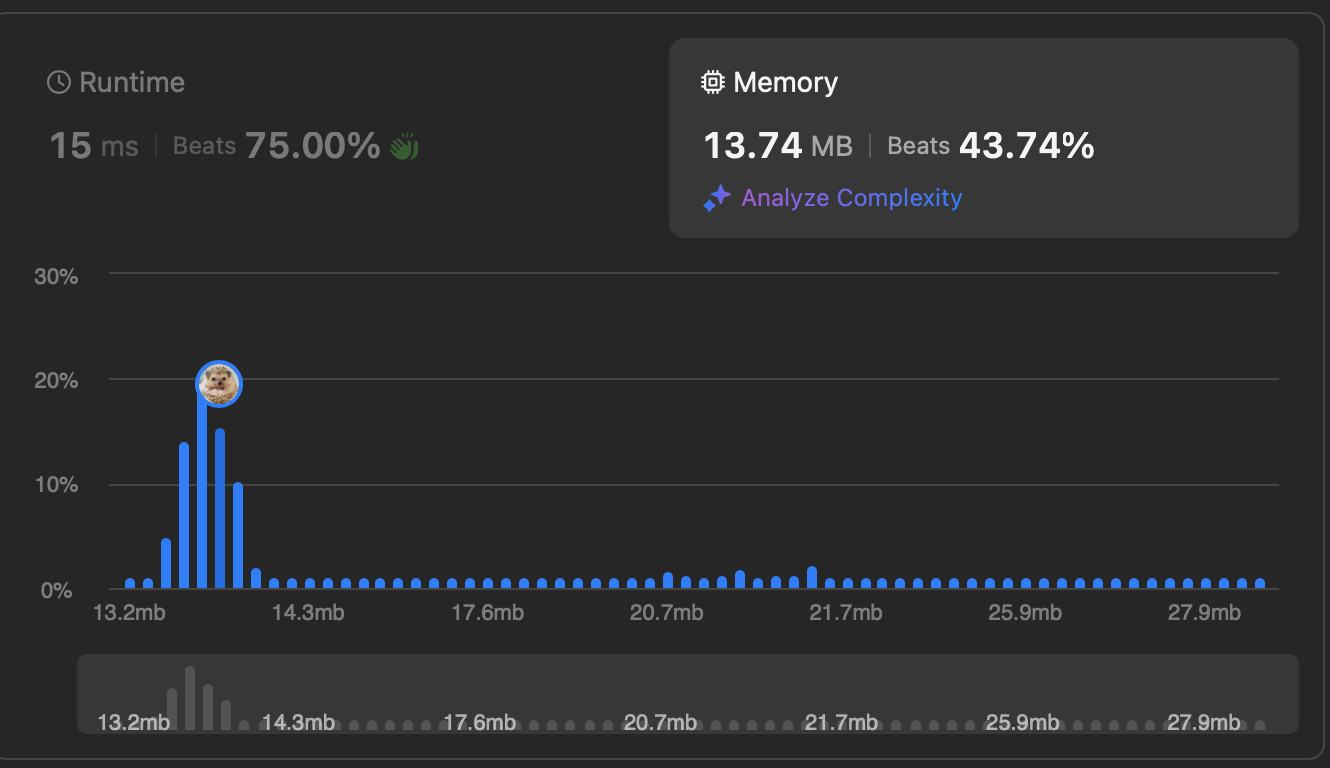 Runtime
15 ms | Beats 75.00%
Memory
13.74 MB | Beats 43.74%
Analyze Complexity
30%
20%
10%
0%
13.2mb 14.3mb 17.6mb 20.7mb 21.7mb 25.9mb 27.9mb
13.2mb 14.3mb 17.6mb 20.7mb 21.7mb 25.9mb 27.9mb